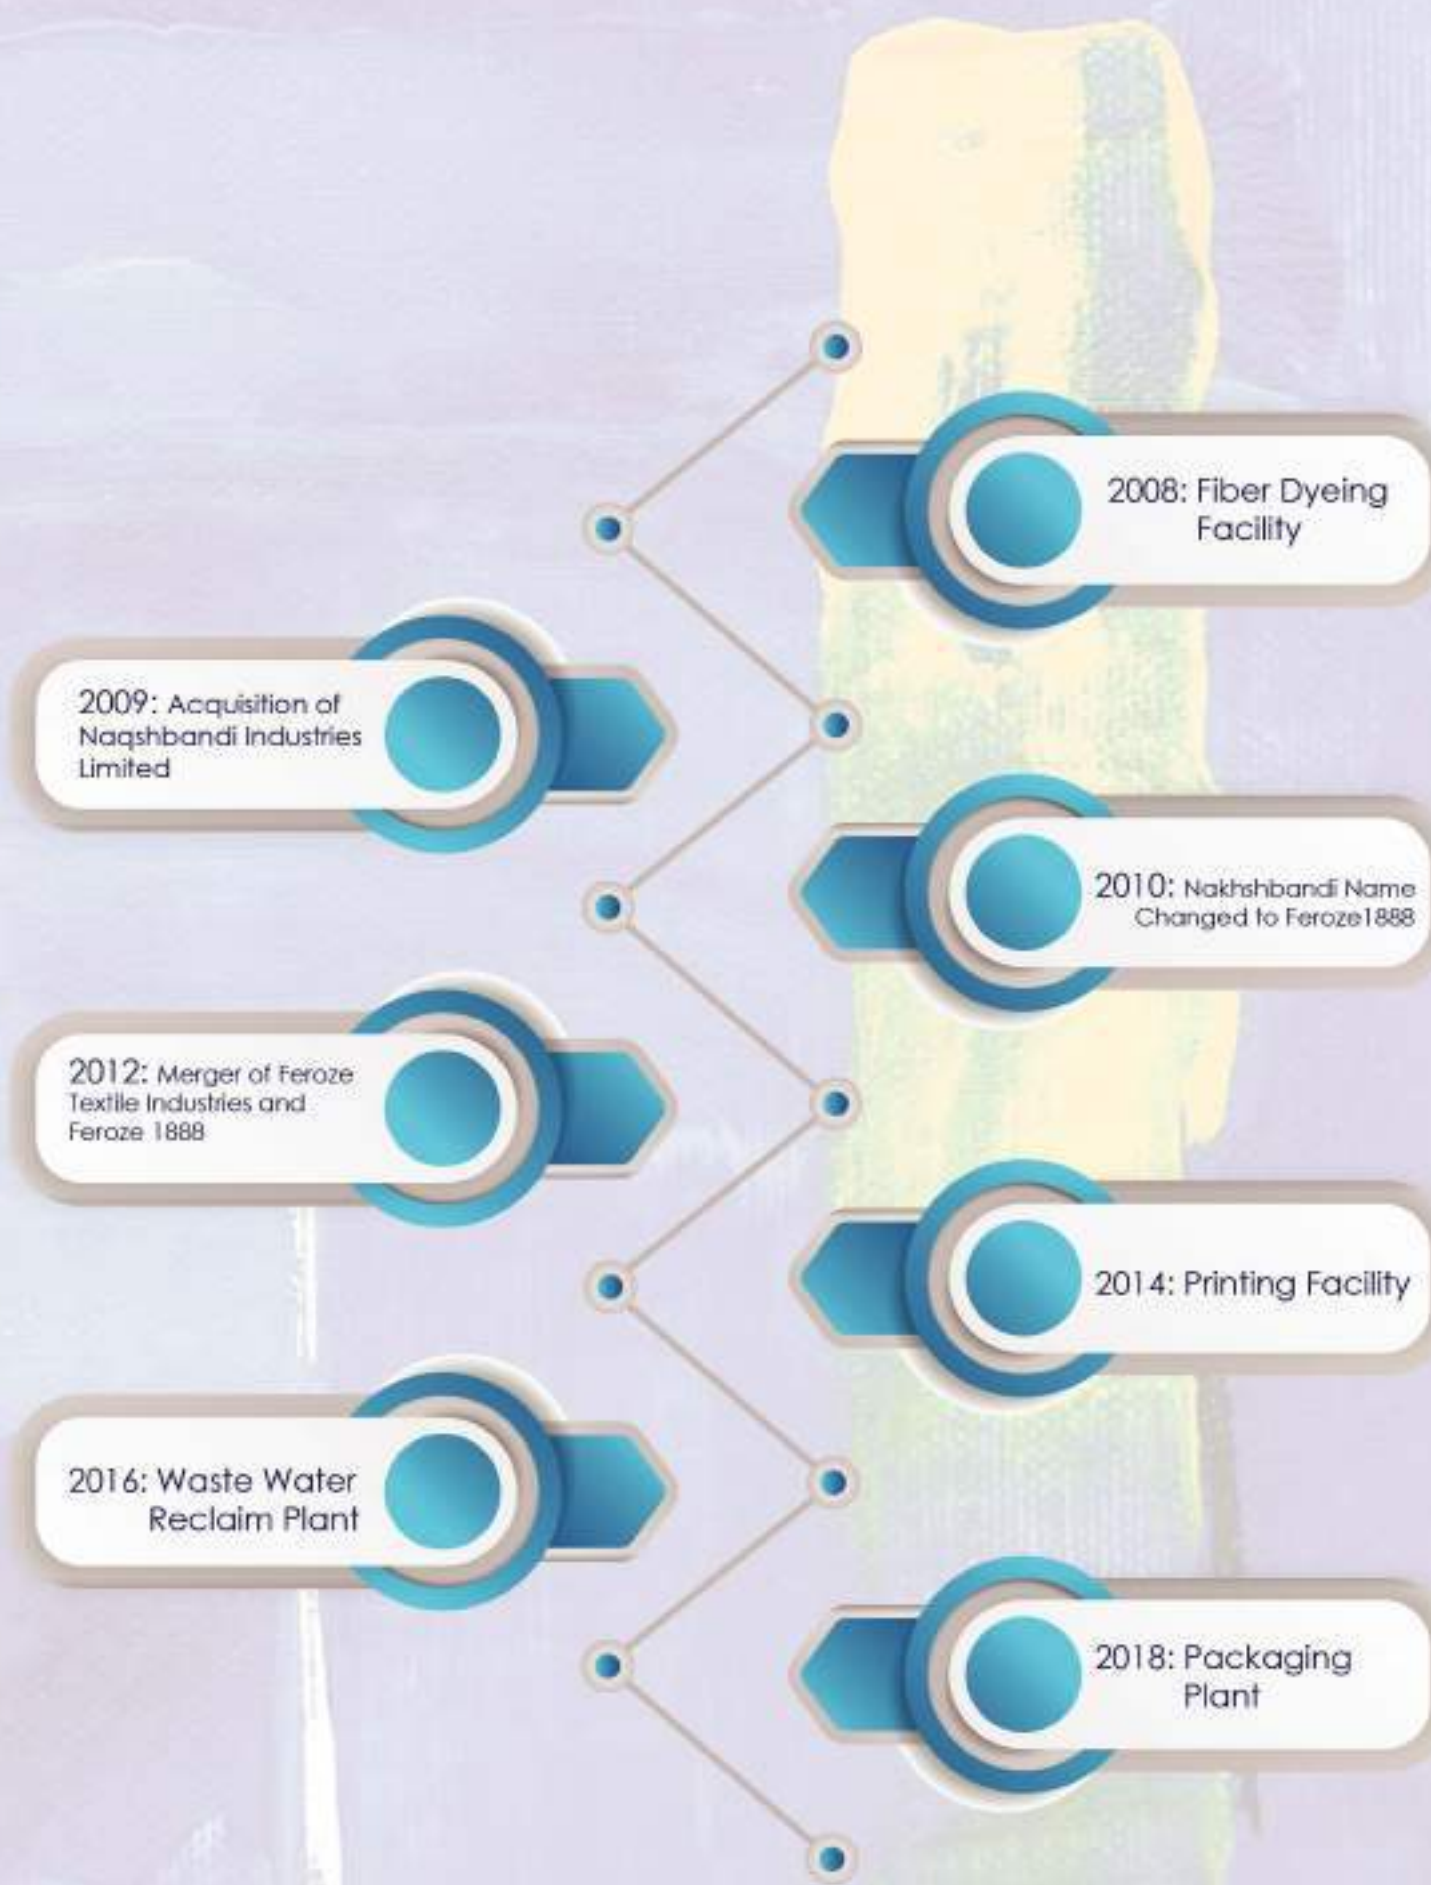 2008: Fiber Dyeing
Facility
2009: Acquisition of
Naqshbandi Industries
Limited
2010: Nakhshbandi Name
Changed to Feroze1888
2012: Merger of Feroze
Textile Industries and
Feroze 1888
2014: Printing Facility
2016: Waste Water
Reclaim Plant
2018: Packaging
Plant